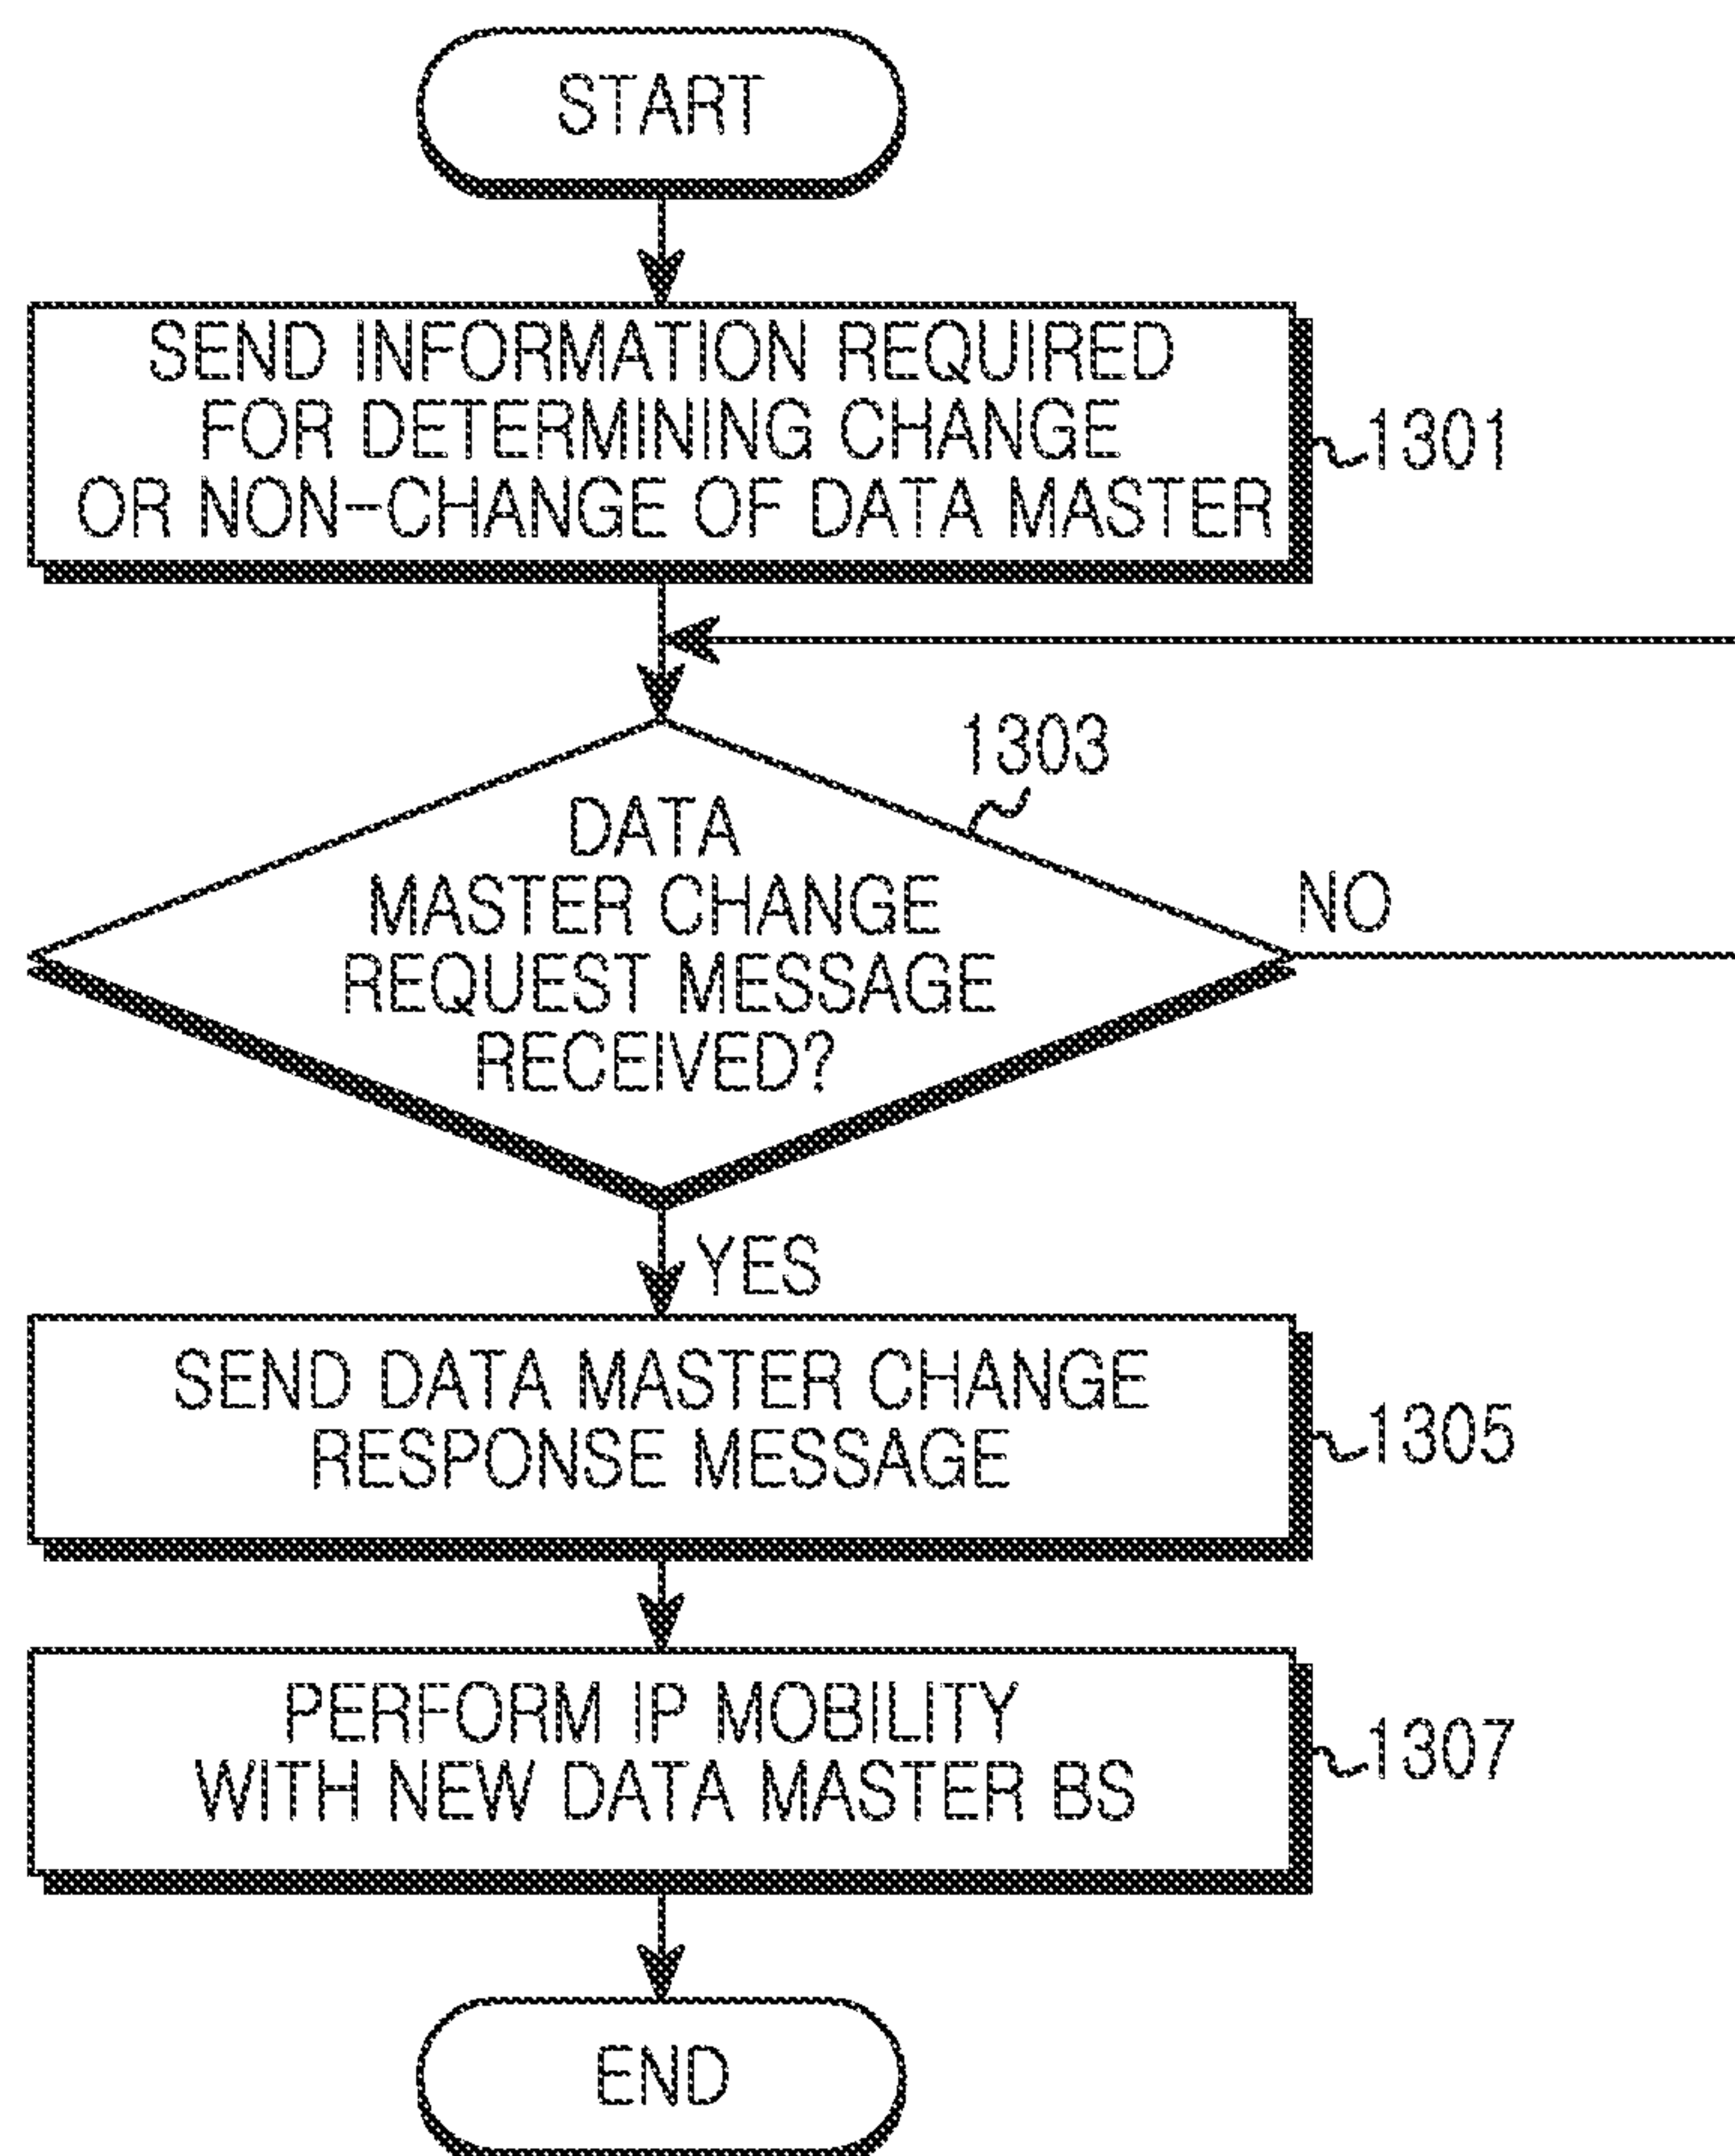 START
SEND INFORMATION REQUIRED
FOR DETERMINING CHANGE
OR NON-CHANGE OF DATA MASTER
1301
1303
DATA
MASTER CHANGE
REQUEST MESSAGE
RECEIVED?
NO
YES
SEND DATA MASTER CHANGE
RESPONSE MESSAGE
1305
PERFORM IP MOBILITY
WITH NEW DATA MASTER BS
1307
END